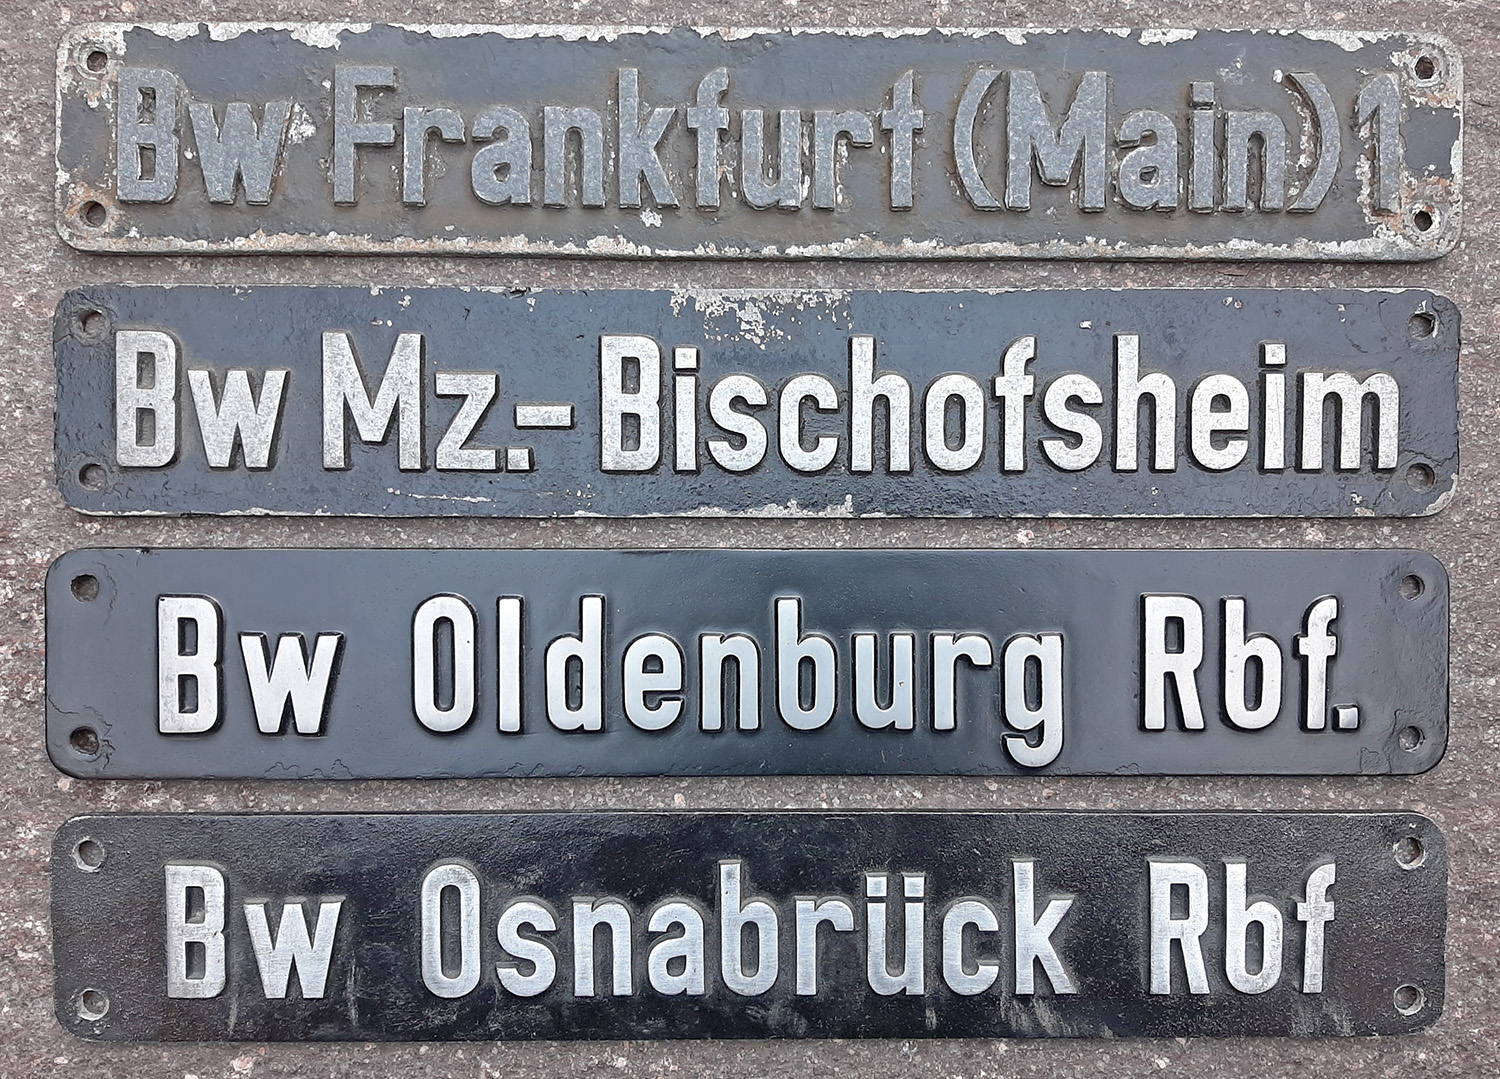 Bw Frankfurt (Main) 1
Bw Mz.-Bischofsheim
Bw Oldenburg Rbf.
Bw Osnabrück Rbf